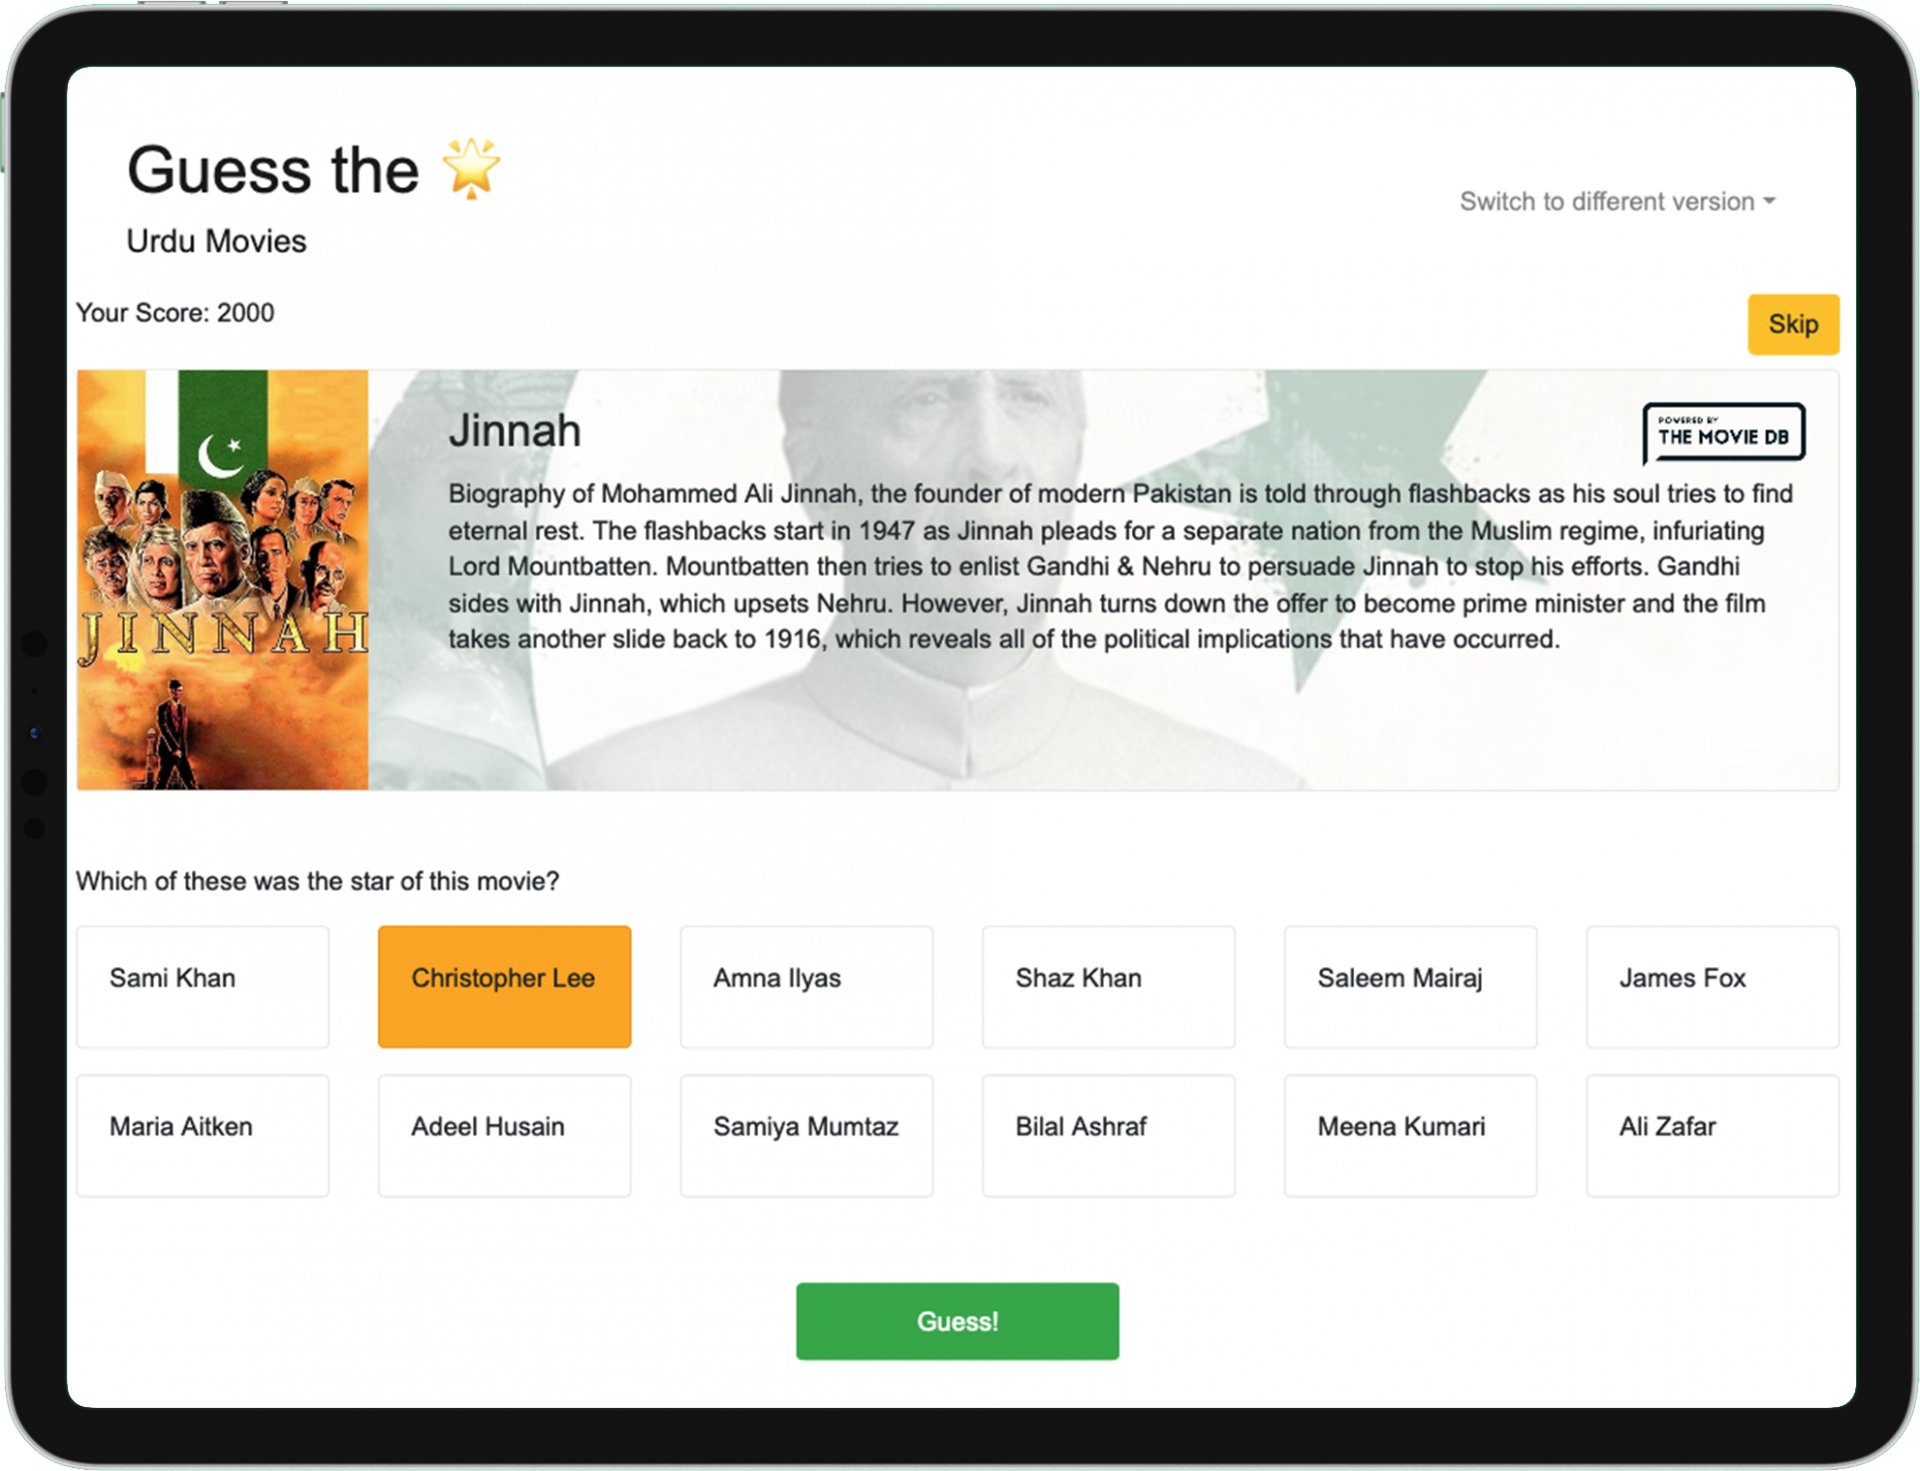 Guess the 🌟
Urdu Movies
Switch to different version
Your Score: 2000
Skip
JINNAH
Jinnah
POWERED BY
THE MOVIE DB
Biography of Mohammed Ali Jinnah, the founder of modern Pakistan is told through flashbacks as his soul tries to find
eternal rest. The flashbacks start in 1947 as Jinnah pleads for a separate nation from the Muslim regime, infuriating
Lord Mountbatten. Mountbatten then tries to enlist Gandhi & Nehru to persuade Jinnah to stop his efforts. Gandhi
sides with Jinnah, which upsets Nehru. However, Jinnah turns down the offer to become prime minister and the film
takes another slide back to 1916, which reveals all of the political implications that have occurred.
Which of these was the star of this movie?
Sami Khan
Christopher Lee
Amna Ilyas
Shaz Khan
Saleem Mairaj
James Fox
Maria Aitken
Adeel Husain
Samiya Mumtaz
Bilal Ashraf
Meena Kumari
Ali Zafar
Guess!